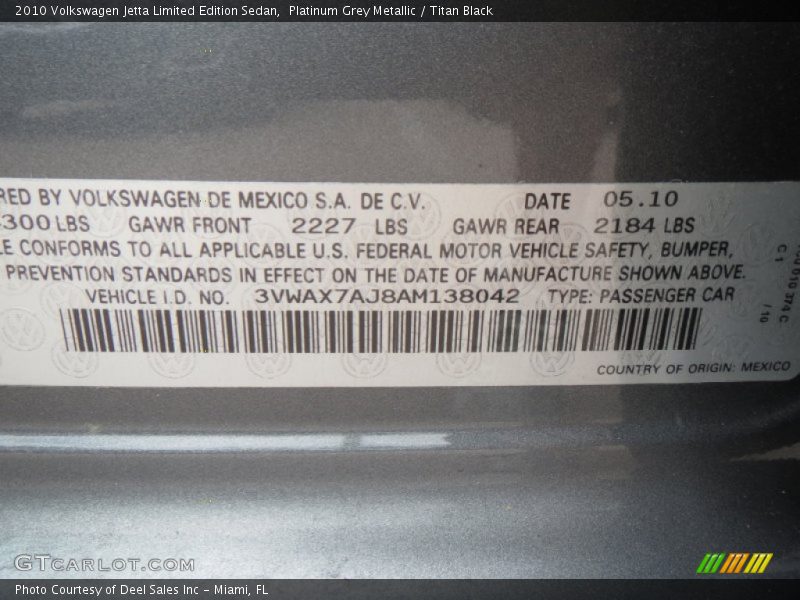 2010 Volkswagen Jetta Limited Edition Sedan, Platinum Grey Metallic / Titan Black
RED BY VOLKSWAGEN DE MEXICO S.A. DE C.V. DATE 05.10
300 LBS GAWR FRONT 2227 LBS GAWR REAR 2184 LBS
LE CONFORMS TO ALL APPLICABLE U.S. FEDERAL MOTOR VEHICLE SAFETY, BUMPER,
PREVENTION STANDARDS IN EFFECT ON THE DATE OF MANUFACTURE SHOWN ABOVE.
VEHICLE I.D. NO. 3VWAX7AJ8AM138042 TYPE: PASSENGER CAR
COUNTRY OF ORIGIN: MEXICO
C1
/10
GTCARLOT.COM
Photo Courtesy of Deel Sales Inc - Miami, FL